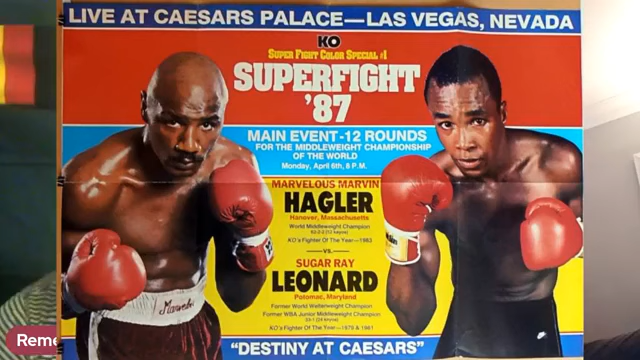 LIVE AT CAESARS PALACE—LAS VEGAS, NEVADA
KO
SUPER FIGHT COLOR SPECIAL #1
SUPERFIGHT
'87
MAIN EVENT - 12 ROUNDS
FOR THE MIDDLEWEIGHT CHAMPIONSHIP
OF THE WORLD
Monday, April 6th, 8 P.M.
MARVELOUS MARVIN
HAGLER
Hanover, Massachusetts
World Middleweight Champion
KO's Fighter Of The Year—1983
— VS. —
SUGAR RAY
LEONARD
Potomac, Maryland
Former World Welterweight Champion
Former WBA Junior Middleweight Champion
KO's Fighter Of The Year—1979 & 1981
Marvelous
"DESTINY AT CAESARS"
Reme